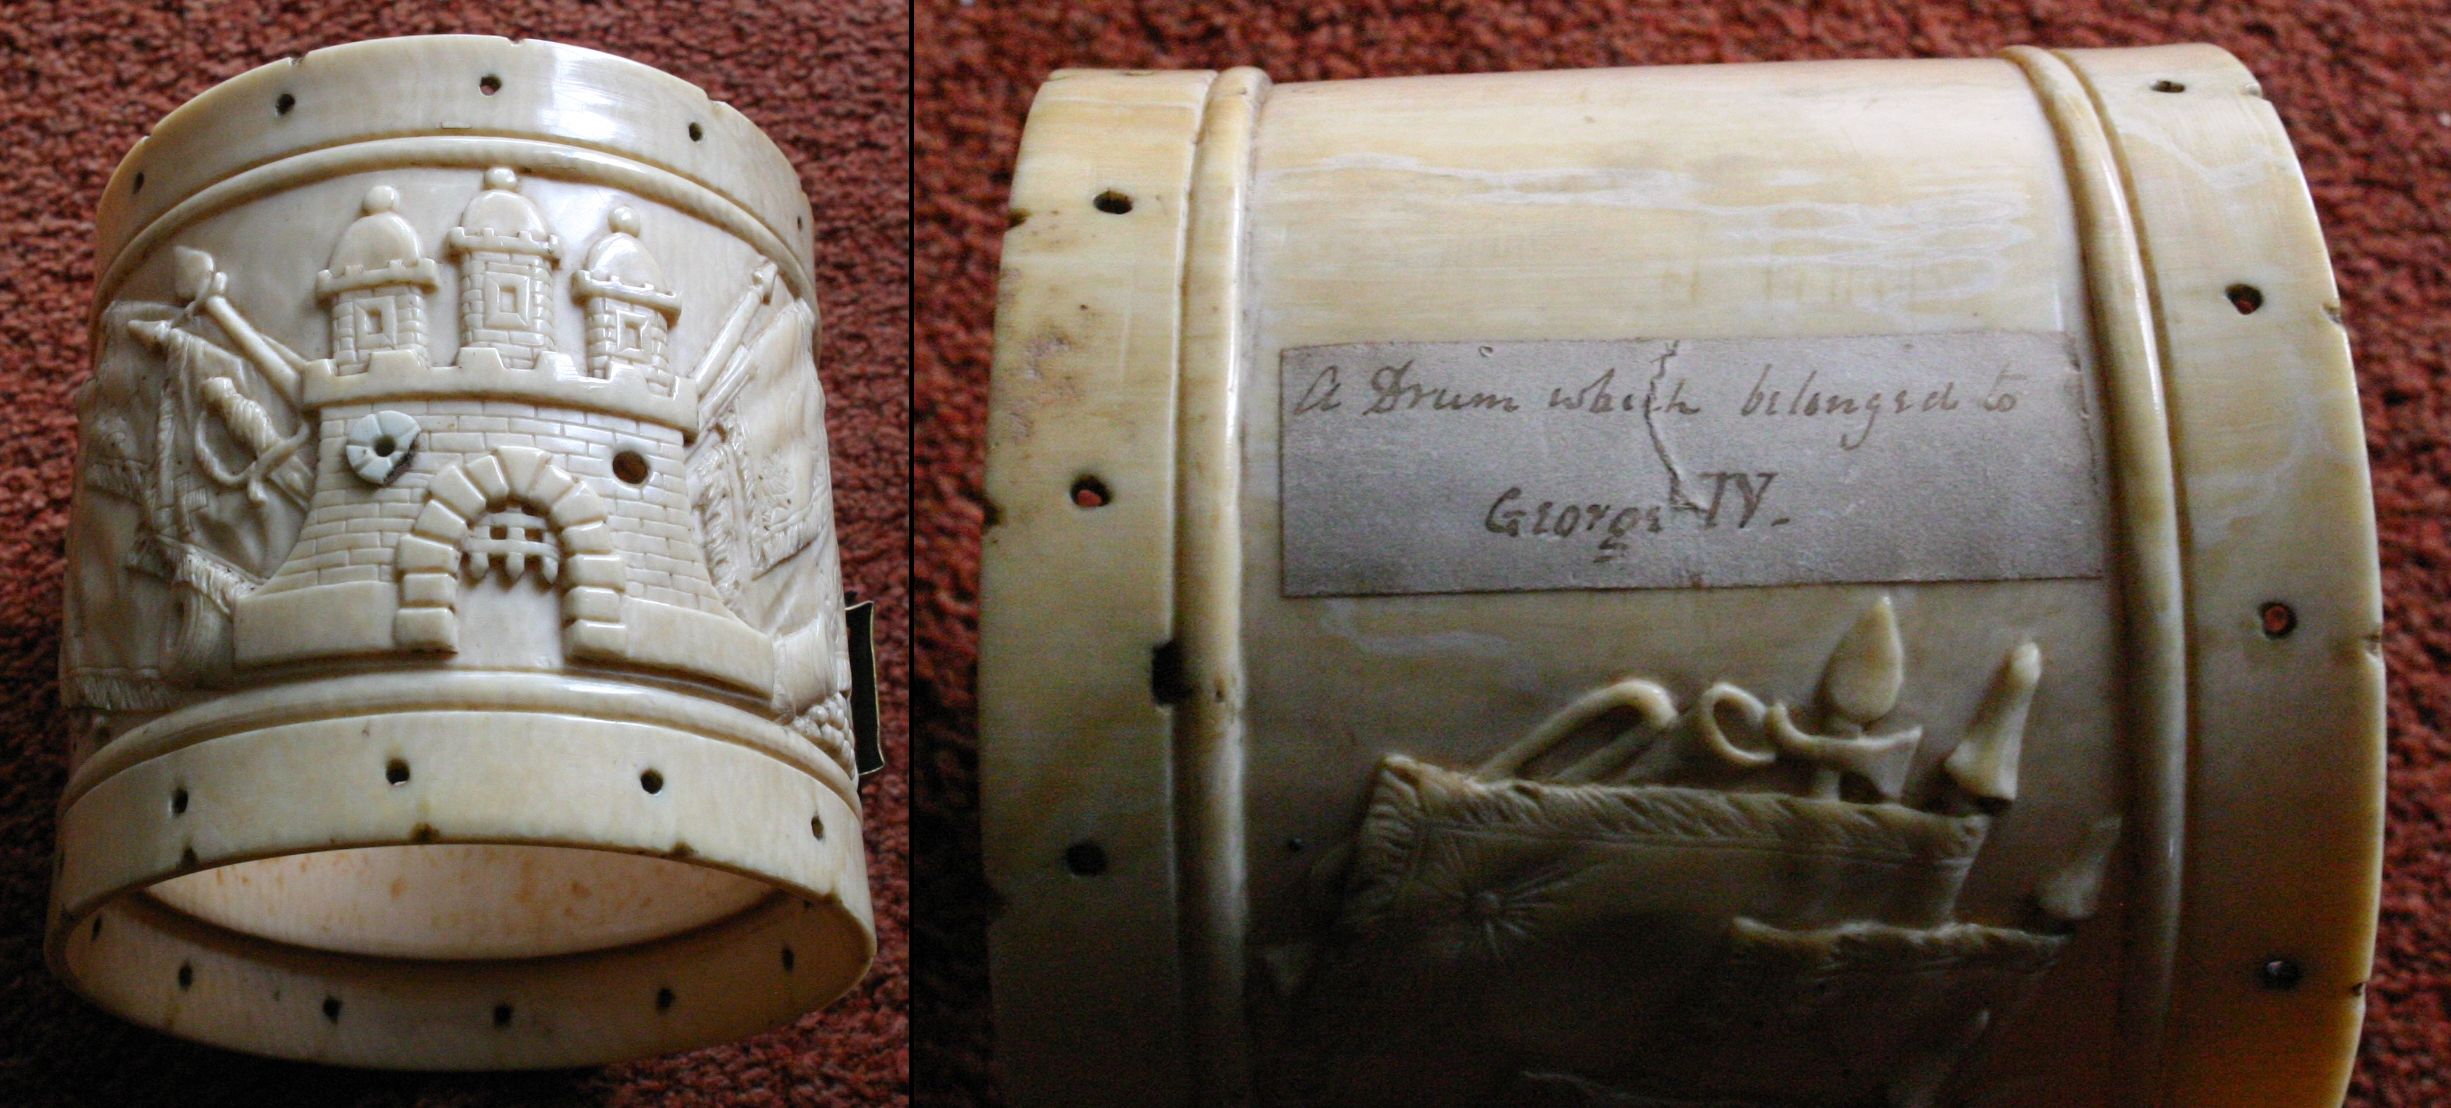 A Drum which belonged to
George IV.